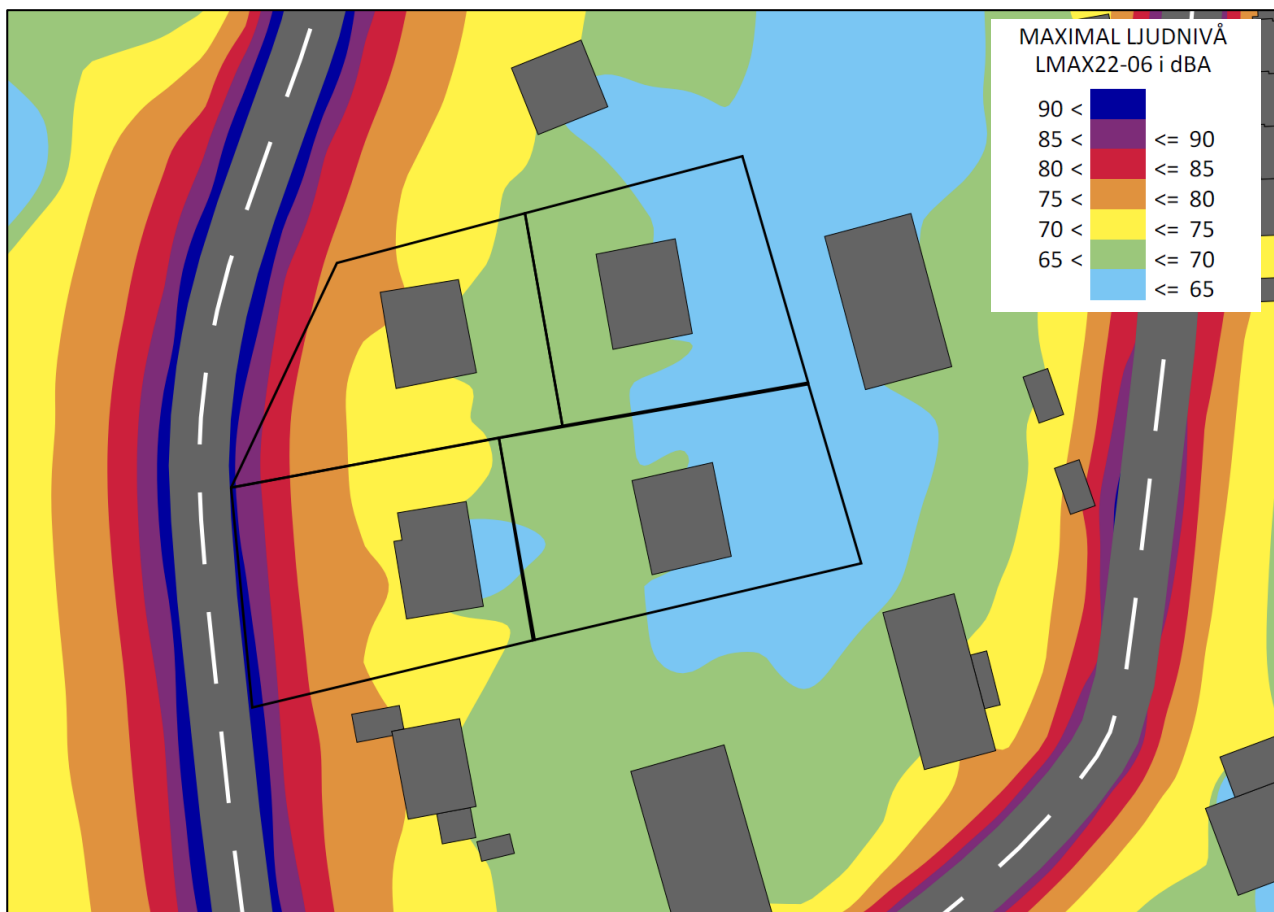 MAXIMAL LJUDNIVÅ
LMAX22-06 i dBA
90 <
85 < <= 90
80 < <= 85
75 < <= 80
70 < <= 75
65 < <= 70
<= 65